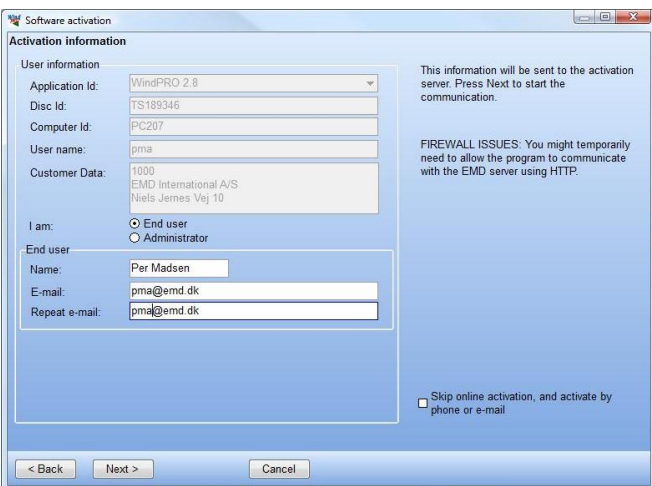 Software activation
Activation information
User information
Application Id: WindPRO 2.8
Disc Id: TS189346
Computer Id: PC207
User name: pma
Customer Data: 1000
EMD International A/S
Niels Jernes Vej 10
I am: End user
Administrator
End user
Name: Per Madsen
E-mail: pma@emd.dk
Repeat e-mail: pma@emd.dk
This information will be sent to the activation
server. Press Next to start the
communication.
FIREWALL ISSUES: You might temporarily
need to allow the program to communicate
with the EMD server using HTTP.
Skip online activation, and activate by
phone or e-mail
< Back Next > Cancel